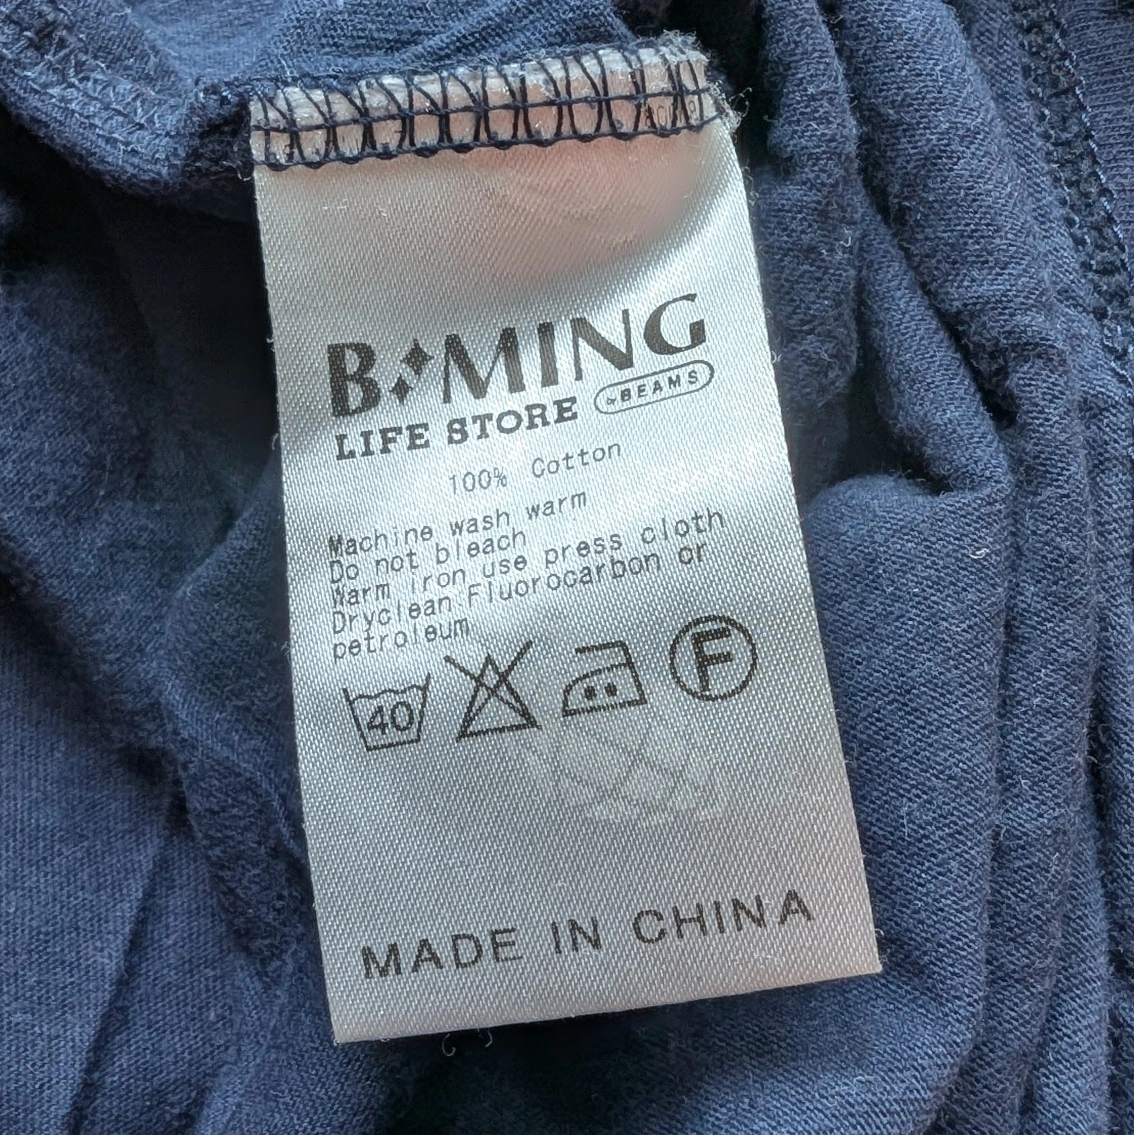 B MING
LIFE STORE by BEAMS
100% Cotton
Machine wash warm
Do not bleach
Warm iron use press cloth
Dryclean Fluorocarbon or
petroleum
40 F
MADE IN CHINA